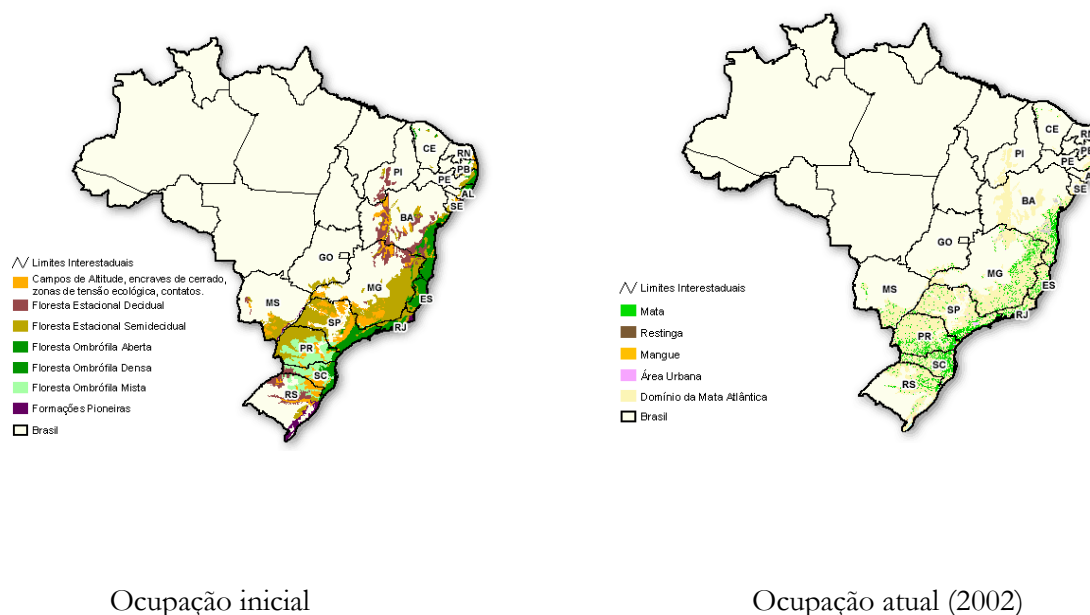 CE
RN
PB
PE
PI
AL
SE
BA
GO
MG
MS
ES
SP
RJ
PR
SC
RS
Limites Interestaduais
Campos de Altitude, encraves de cerrado,
zonas de tensão ecológica, contatos.
Floresta Estacional Decidual
Floresta Estacional Semidecidual
Floresta Ombrófila Aberta
Floresta Ombrófila Densa
Floresta Ombrófila Mista
Formações Pioneiras
Brasil
Ocupação inicial
CE
PI
PE
SE
BA
GO
MG
MS
ES
SP
RJ
PR
SC
RS
Limites Interestaduais
Mata
Restinga
Mangue
Área Urbana
Domínio da Mata Atlântica
Brasil
Ocupação atual (2002)